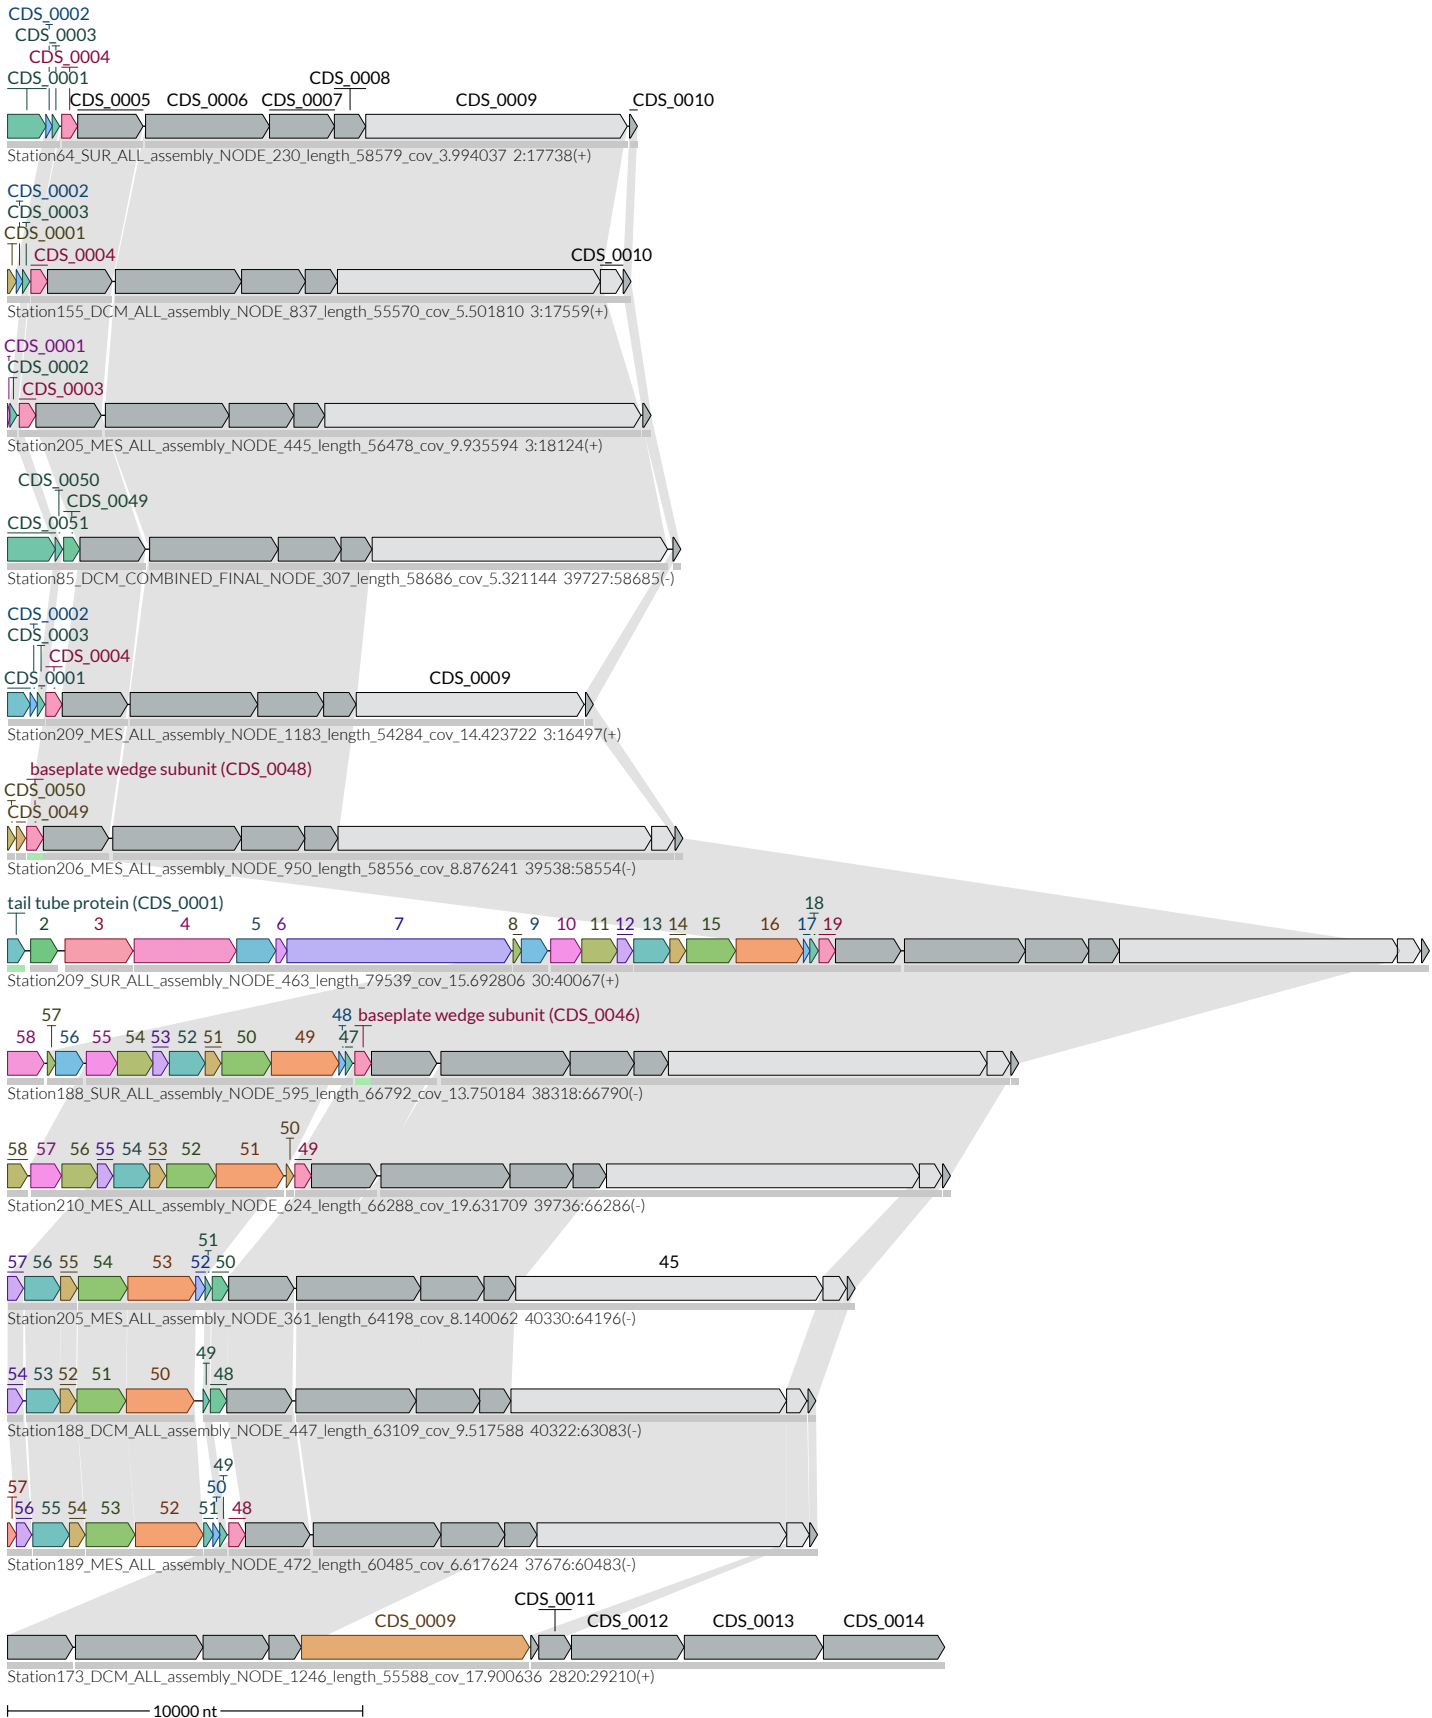 CDS_0002
CDS_0003
CDS_0004
CDS_0001 CDS_0008
CDS_0005 CDS_0006 CDS_0007 CDS_0009 CDS_0010
Station64_SUR_ALL_assembly_NODE_230_length_58579_cov_3.994037 2:17738(+)
CDS_0002
CDS_0003
CDS_0001
CDS_0004 CDS_0010
Station155_DCM_ALL_assembly_NODE_837_length_55570_cov_5.501810 3:17559(+)
CDS_0001
CDS_0002
CDS_0003
Station205_MES_ALL_assembly_NODE_445_length_56478_cov_9.935594 3:18124(+)
CDS_0050
CDS_0049
CDS_0051
Station85_DCM_COMBINED_FINAL_NODE_307_length_58686_cov_5.321144 39727:58685(-)
CDS_0002
CDS_0003
CDS_0004
CDS_0001 CDS_0009
Station209_MES_ALL_assembly_NODE_1183_length_54284_cov_14.423722 3:16497(+)
baseplate wedge subunit (CDS_0048)
CDS_0050
CDS_0049
Station206_MES_ALL_assembly_NODE_950_length_58556_cov_8.876241 39538:58554(-)
tail tube protein (CDS_0001) 18
2 3 4 5 6 7 8 9 10 11 12 13 14 15 16 17 19
Station209_SUR_ALL_assembly_NODE_463_length_79539_cov_15.692806 30:40067(+)
57 48 baseplate wedge subunit (CDS_0046)
58 56 55 54 53 52 51 50 49 47
Station188_SUR_ALL_assembly_NODE_595_length_66792_cov_13.750184 38318:66790(-)
50
58 57 56 55 54 53 52 51 49
Station210_MES_ALL_assembly_NODE_624_length_66288_cov_19.631709 39736:66286(-)
51
57 56 55 54 53 52 50 45
Station205_MES_ALL_assembly_NODE_361_length_64198_cov_8.140062 40330:64196(-)
49
54 53 52 51 50 48
Station188_DCM_ALL_assembly_NODE_447_length_63109_cov_9.517588 40322:63083(-)
49
57 50
56 55 54 53 52 51 48
Station189_MES_ALL_assembly_NODE_472_length_60485_cov_6.617624 37676:60483(-)
CDS_0011
CDS_0009 CDS_0012 CDS_0013 CDS_0014
Station173_DCM_ALL_assembly_NODE_1246_length_55588_cov_17.900636 2820:29210(+)
10000 nt